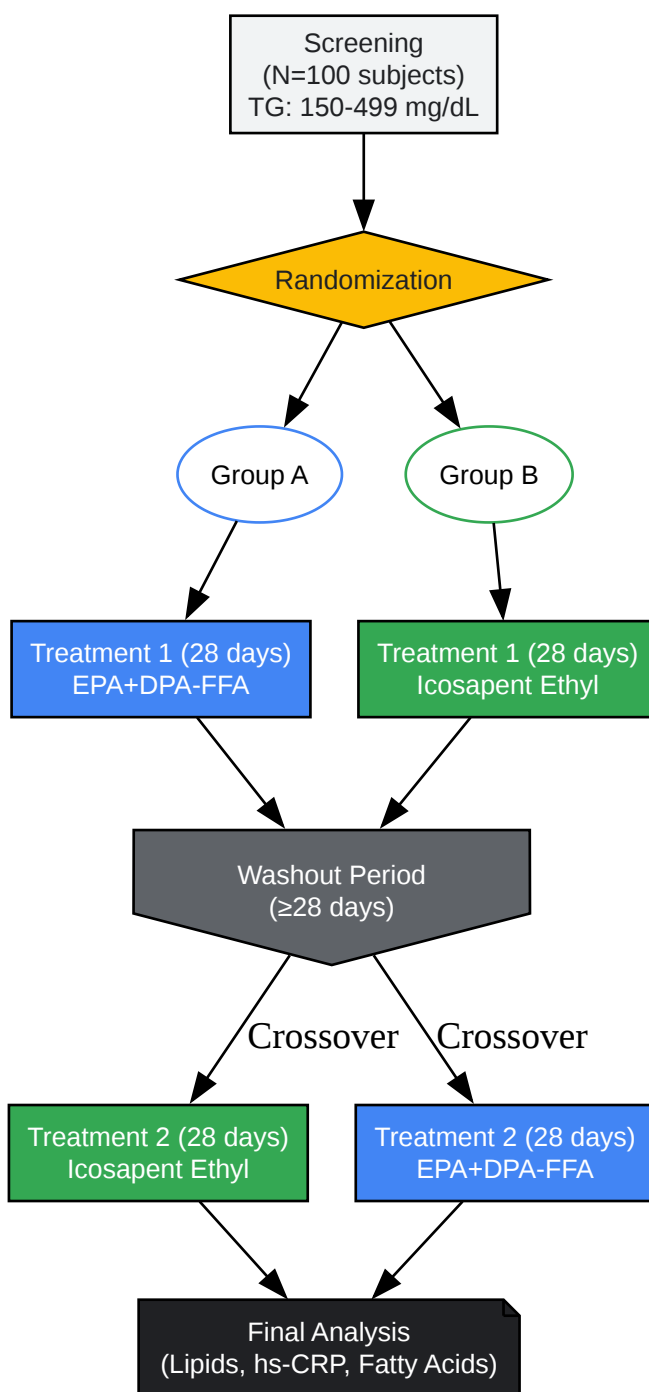 Screening
(N=100 subjects)
TG: 150-499 mg/dL
Randomization
Group A
Group B
Treatment 1 (28 days)
EPA+DPA-FFA
Treatment 1 (28 days)
Icosapent Ethyl
Washout Period
(≥28 days)
Crossover
Crossover
Treatment 2 (28 days)
Icosapent Ethyl
Treatment 2 (28 days)
EPA+DPA-FFA
Final Analysis
(Lipids, hs-CRP, Fatty Acids)